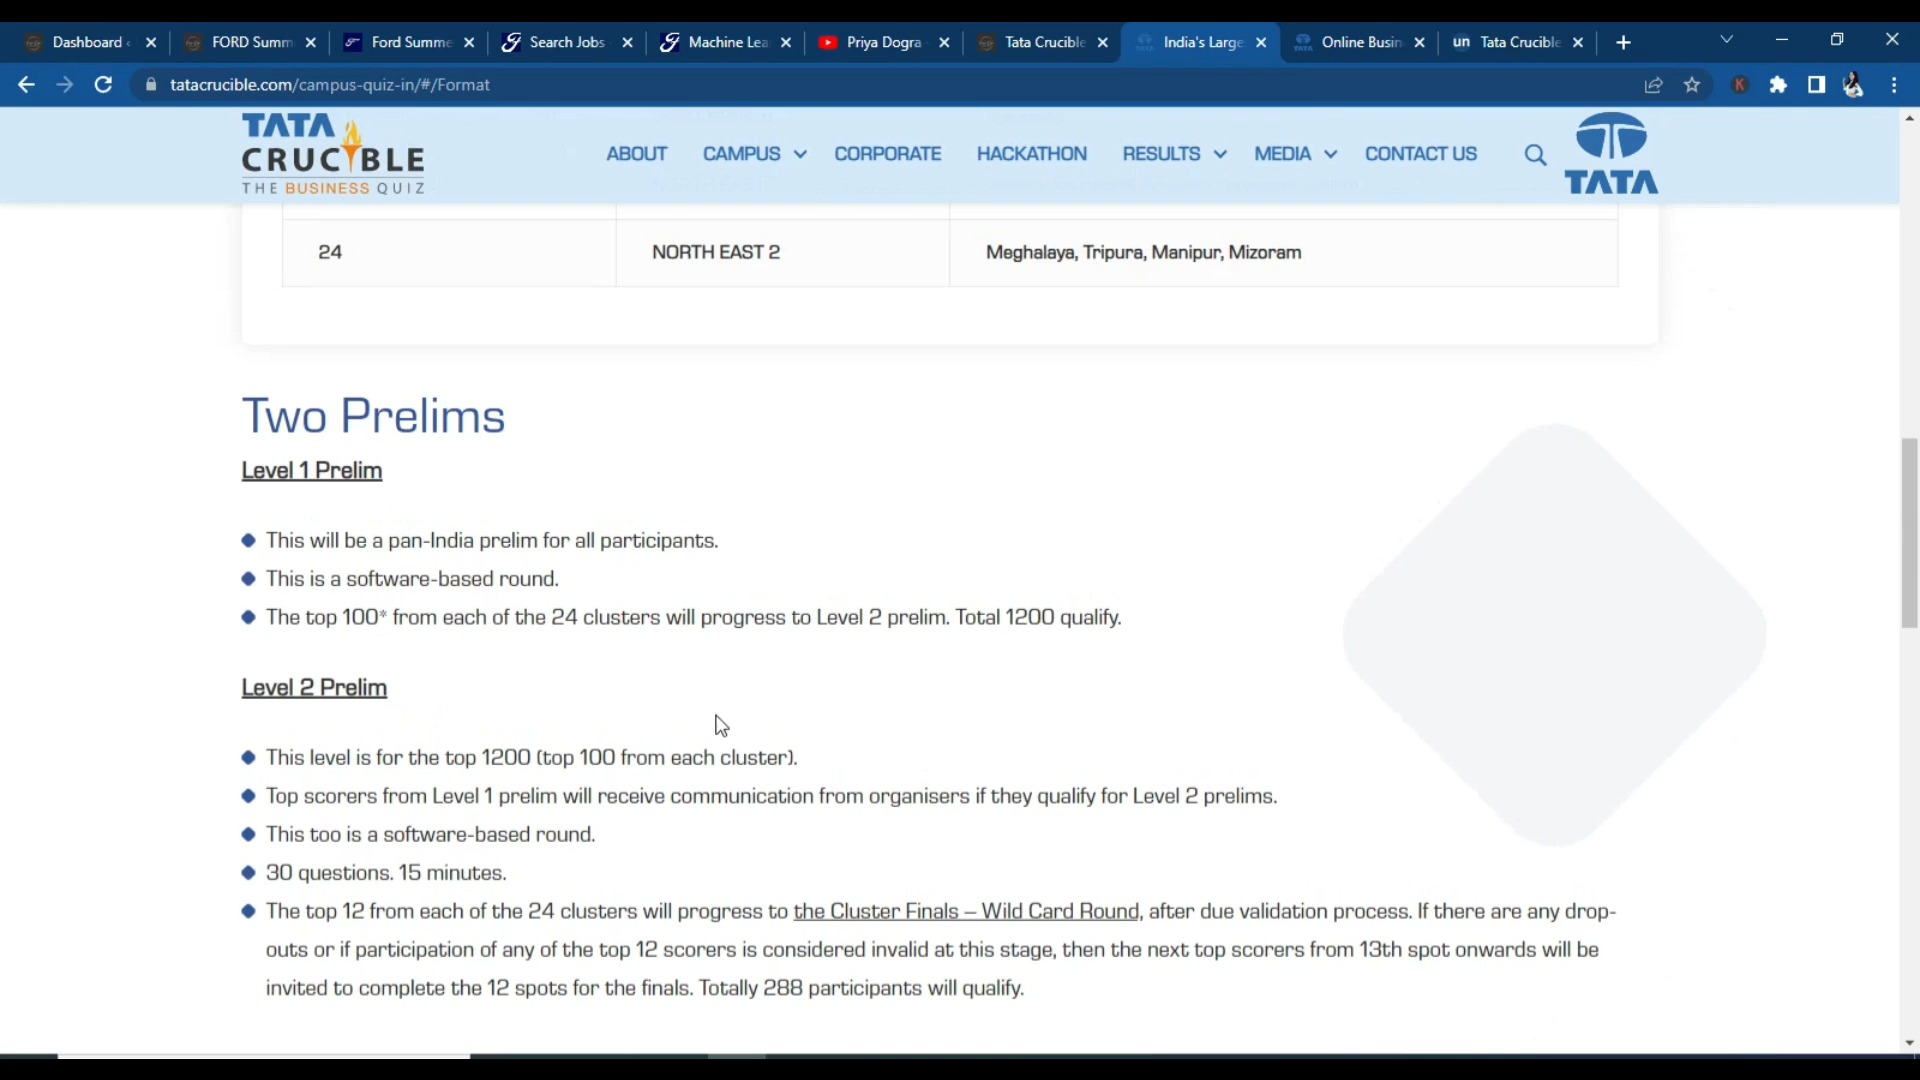 Dashboard
FORD Summ
Ford Summe
Search Jobs
Machine Lea
Priya Dogra
Tata Crucible
India's Large
Online Busin
un Tata Crucible
tatacrucible.com/campus-quiz-in/#/Format
K
TATA
CRUCIBLE
THE BUSINESS QUIZ
ABOUT
CAMPUS
CORPORATE
HACKATHON
RESULTS
MEDIA
CONTACT US
TATA
24 NORTH EAST 2 Meghalaya, Tripura, Manipur, Mizoram
Two Prelims
Level 1 Prelim
This will be a pan-India prelim for all participants.
This is a software-based round.
The top 100* from each of the 24 clusters will progress to Level 2 prelim. Total 1200 qualify.
Level 2 Prelim
This level is for the top 1200 (top 100 from each cluster).
Top scorers from Level 1 prelim will receive communication from organisers if they qualify for Level 2 prelims.
This too is a software-based round.
30 questions. 15 minutes.
The top 12 from each of the 24 clusters will progress to the Cluster Finals – Wild Card Round, after due validation process. If there are any drop-
outs or if participation of any of the top 12 scorers is considered invalid at this stage, then the next top scorers from 13th spot onwards will be
invited to complete the 12 spots for the finals. Totally 288 participants will qualify.